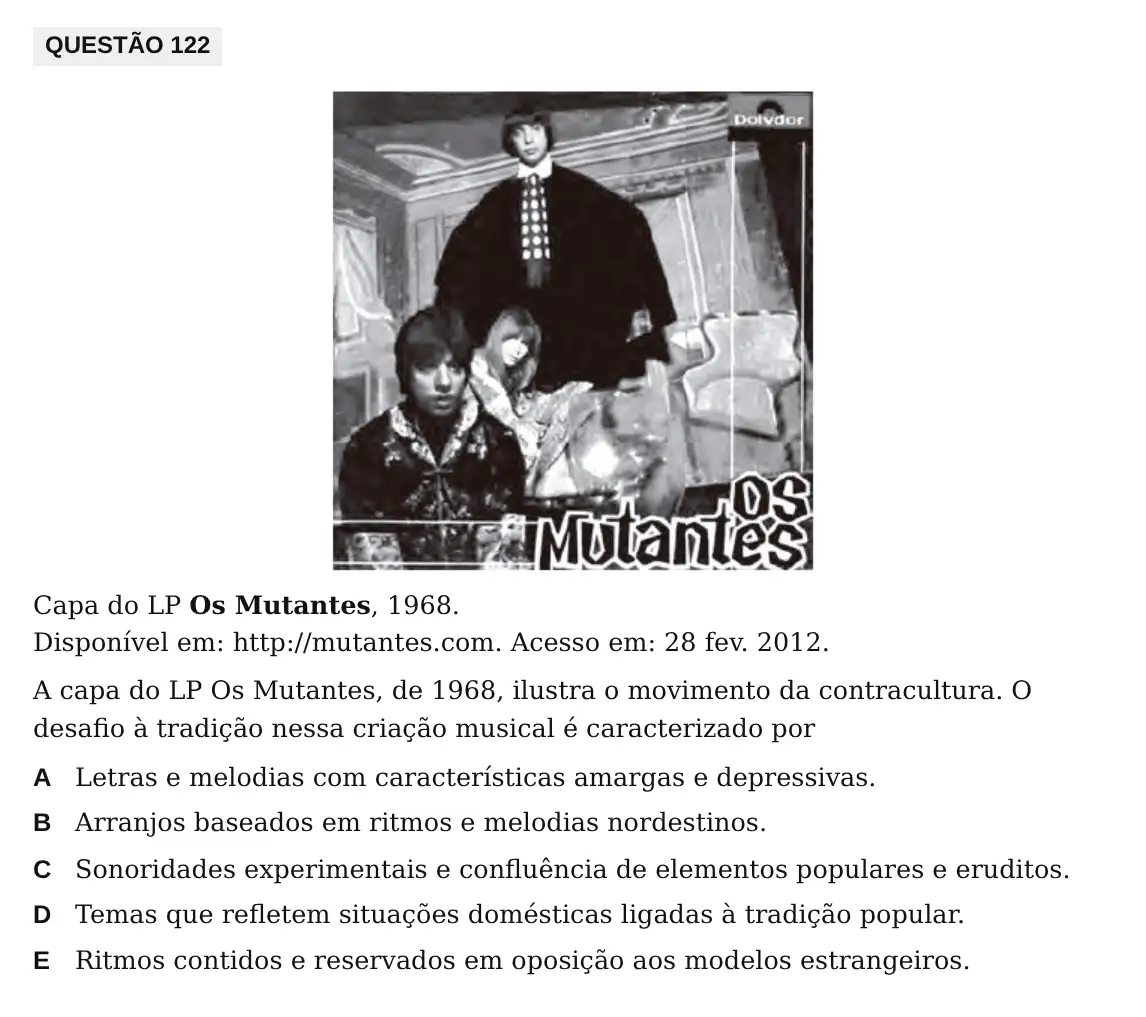 QUESTÃO 122
Polydor
Os
Mutantes
Capa do LP Os Mutantes, 1968.
Disponível em: http://mutantes.com. Acesso em: 28 fev. 2012.
A capa do LP Os Mutantes, de 1968, ilustra o movimento da contracultura. O
desafio à tradição nessa criação musical é caracterizado por
A Letras e melodias com características amargas e depressivas.
B Arranjos baseados em ritmos e melodias nordestinos.
C Sonoridades experimentais e confluência de elementos populares e eruditos.
D Temas que refletem situações domésticas ligadas à tradição popular.
E Ritmos contidos e reservados em oposição aos modelos estrangeiros.